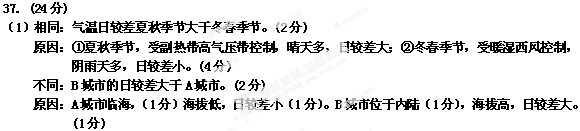 37. (24分)
(1)相同：气温日较差夏秋季节大于冬春季节。(2分)
原因：①夏秋季节，受副热带高气压带控制，晴天多，日较差大；②冬春季节，受暖湿西风控制，
阴雨天多，日较差小。(4分)
不同：B城市的日较差大于A城市。(2分)
原因：A城市临海，(1分)海拔低，日较差小(1分)。B城市位于内陆(1分)，海拔高，日较差大。
(1分)